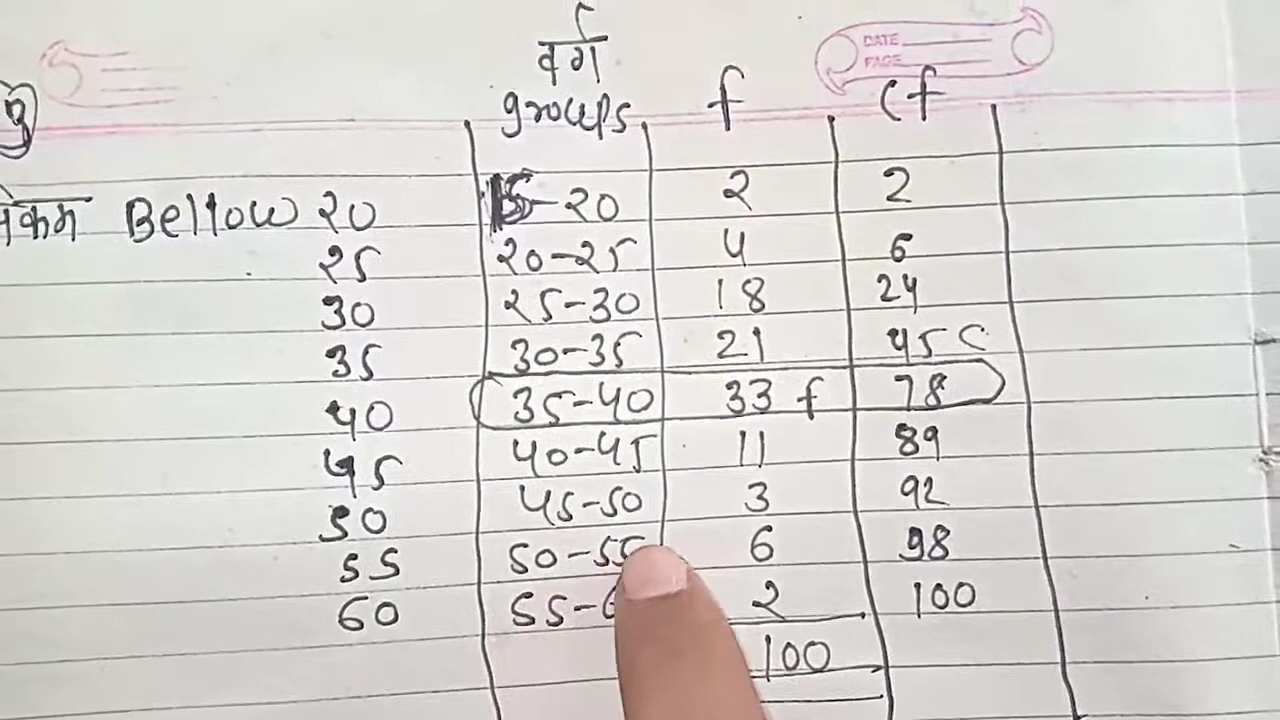 वर्ग
DATE
PAGE
groups f cf
Bellow 20 15-20 2 2
25 20-25 4 6
30 25-30 18 24
35 30-35 21 45 C
40 35-40 33 f 78
45 40-45 11 89
50 45-50 3 92
55 50-55 6 98
60 55- 2 100
100